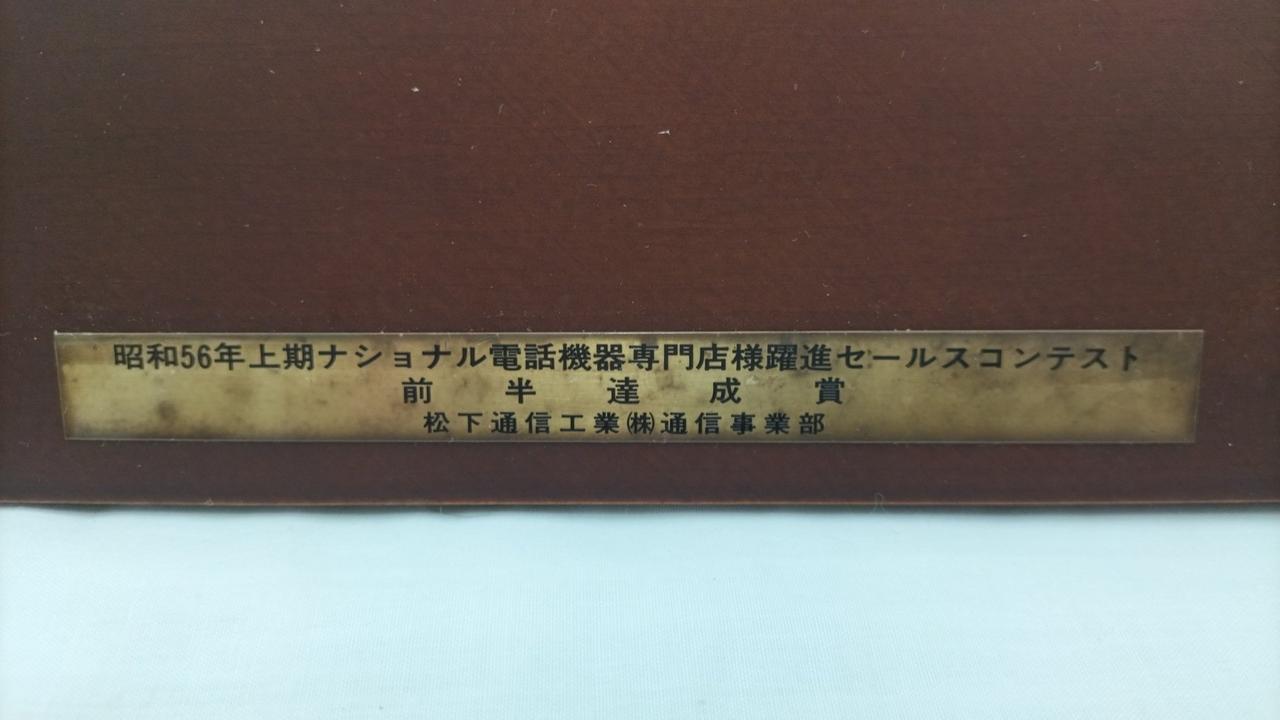 昭和56年上期ナショナル電話機器専門店様躍進セールスコンテスト
前半達成賞
松下通信工業㈱通信事業部